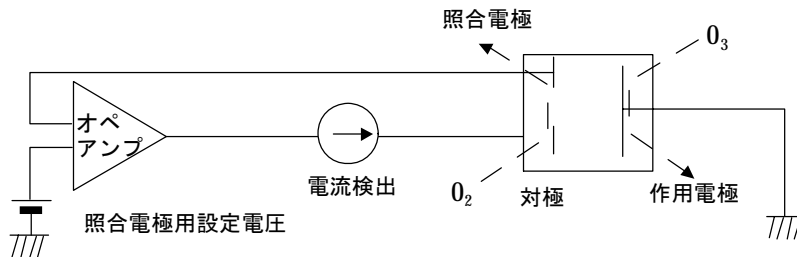 照合電極
O₃
オペ
アンプ
電流検出
O₂
対極
作用電極
照合電極用設定電圧